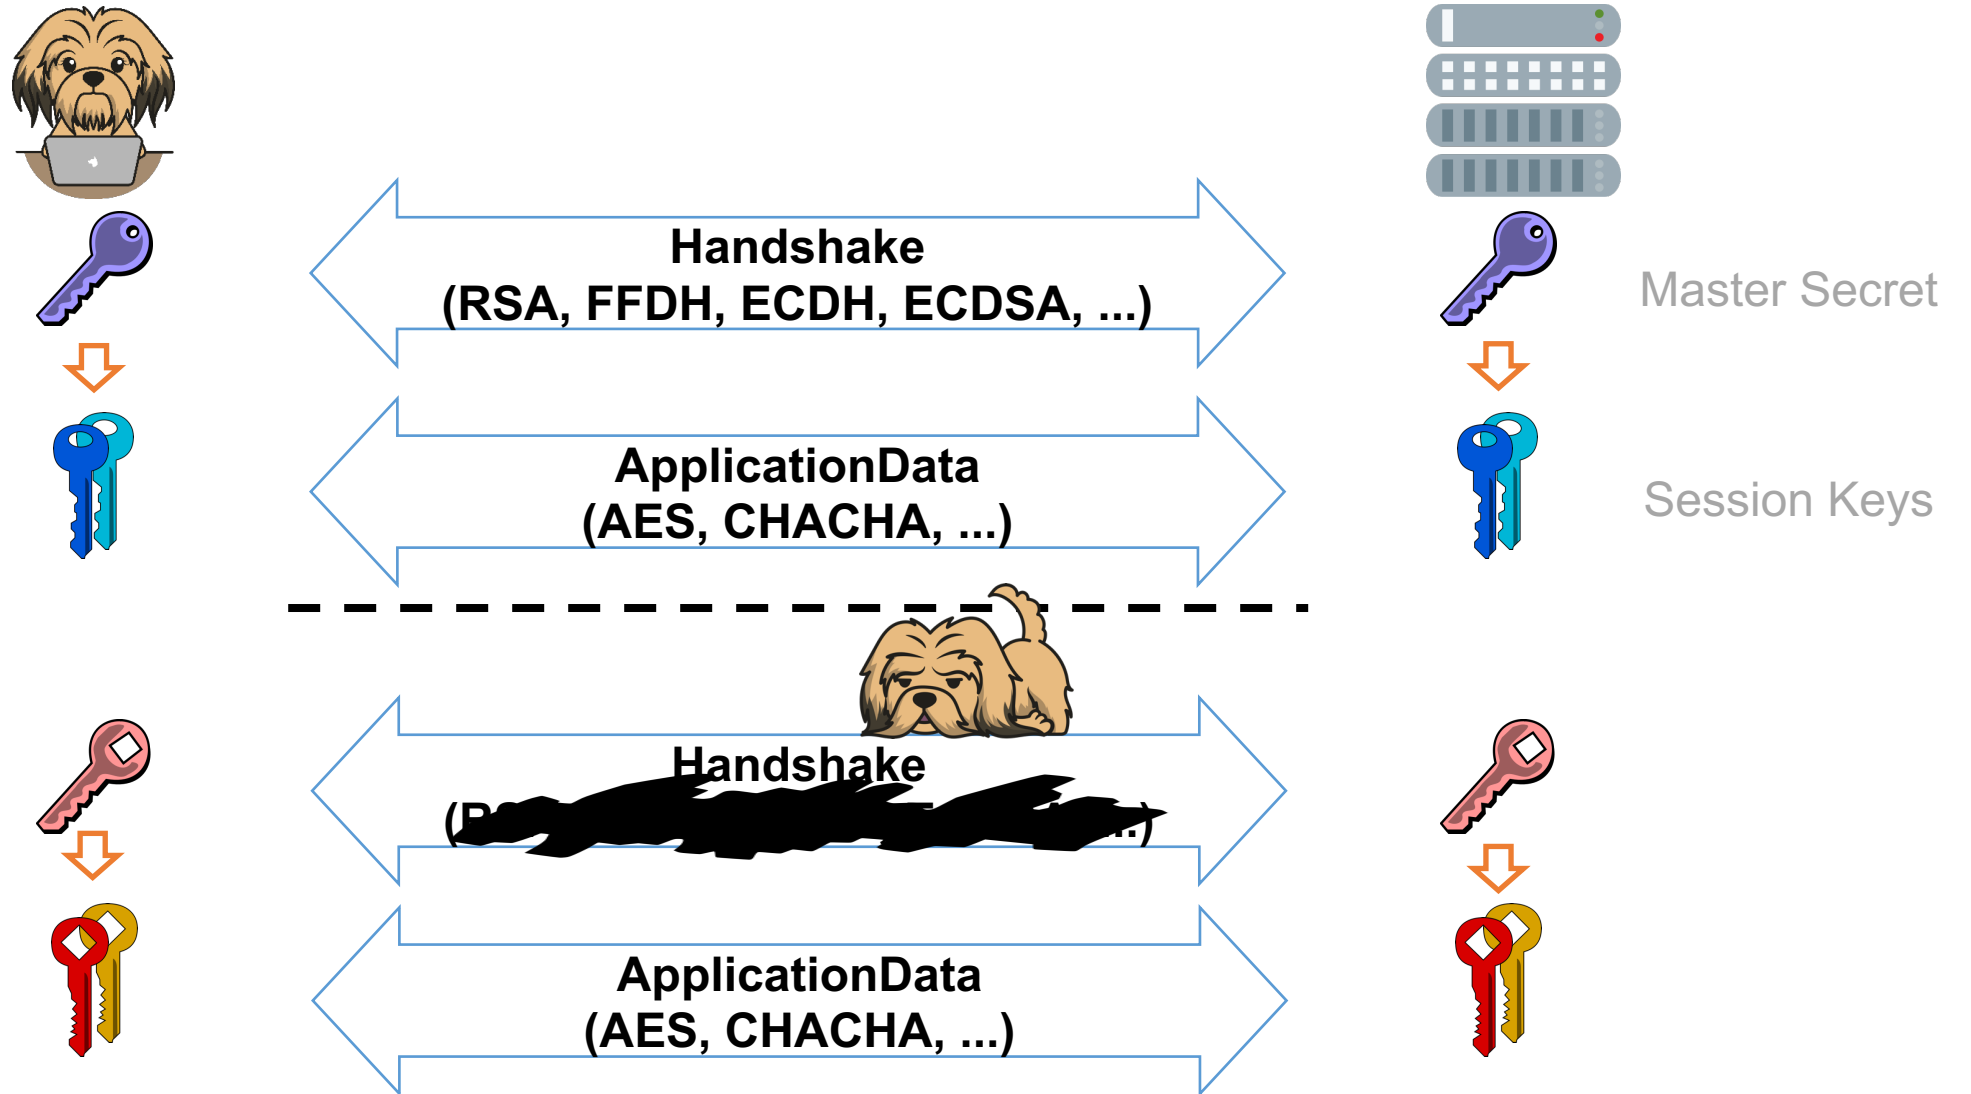 Handshake
(RSA, FFDH, ECDH, ECDSA, ...)
Master Secret
ApplicationData
(AES, CHACHA, ...)
Session Keys
Handshake
ApplicationData
(AES, CHACHA, ...)